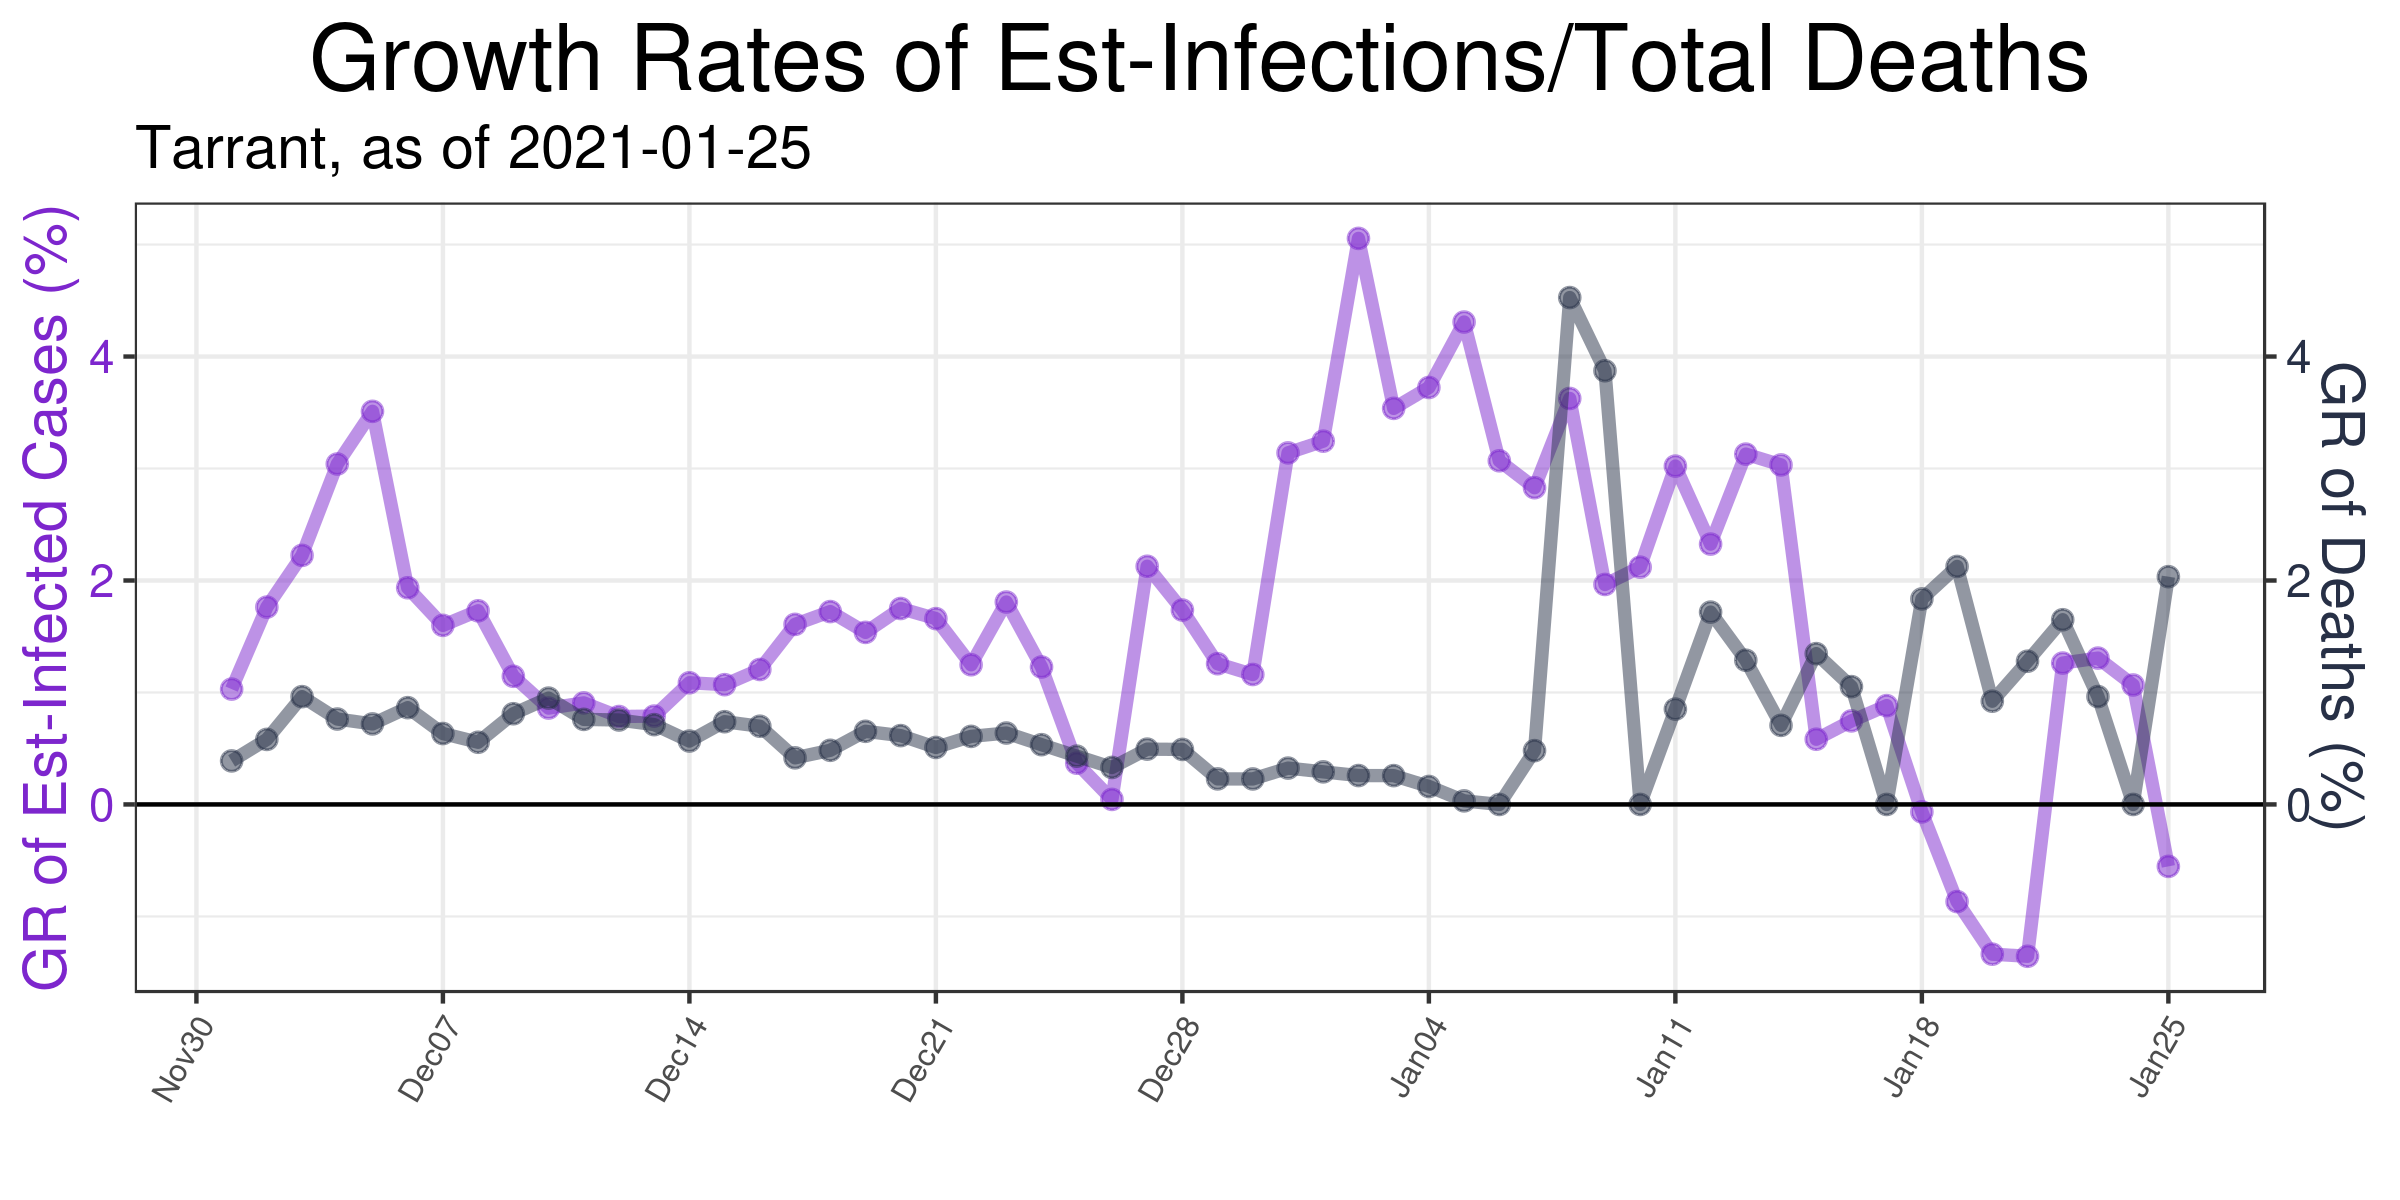 Growth Rates of Est-Infections/Total Deaths
Tarrant, as of 2021-01-25
GR of Est-Infected Cases (%)
4
2
0
4
2
0
GR of Deaths (%)
Nov30
Dec07
Dec14
Dec21
Dec28
Jan04
Jan11
Jan18
Jan25